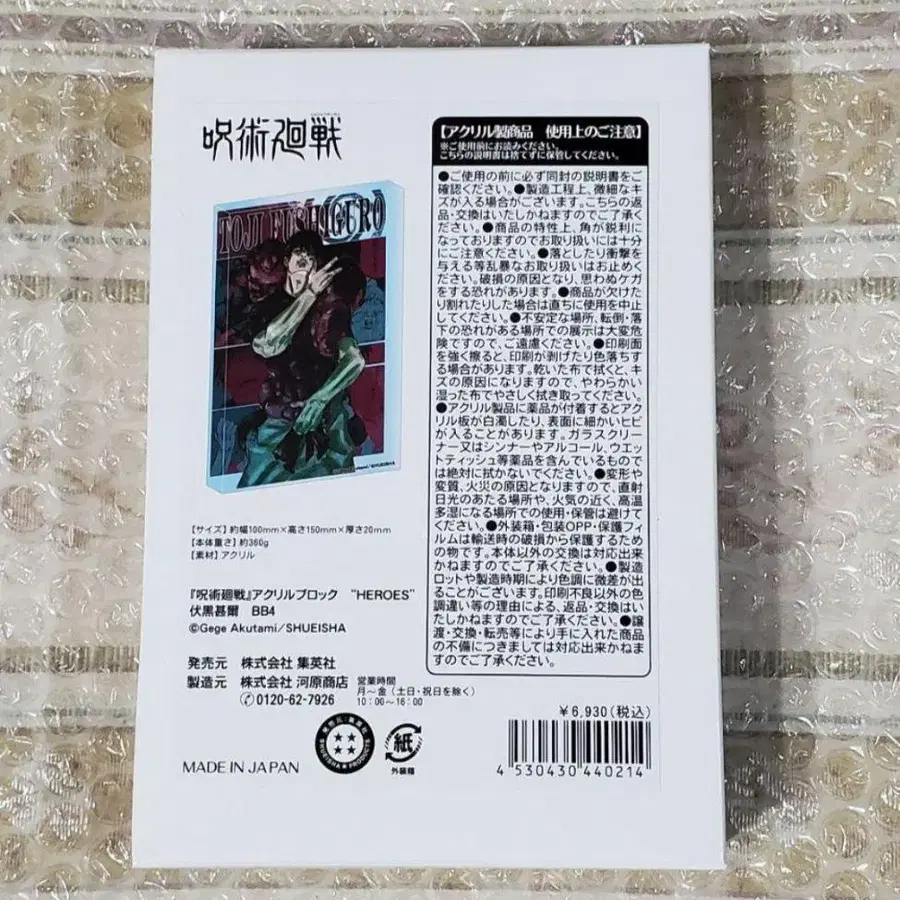 呪術廻戦
TOJI FUSHIGURO
【サイズ】約幅100mm×高さ150mm×厚さ20mm
【本体重さ】約360g
【素材】アクリル
『呪術廻戦』アクリルブロック “HEROES”
伏黒甚爾 BB4
©Gege Akutami/SHUEISHA
発売元 株式会社 集英社
製造元 株式会社 河原商店
0120-62-7926
営業時間
月〜金(土日・祝日を除く)
10:00〜16:00
MADE IN JAPAN
SHUEISHA PRODUCTS
紙
外装箱
【アクリル製商品 使用上のご注意】
※ご使用前にお読みください。
こちらの説明書は捨てずに保管してください。
●ご使用の前に必ず同封の説明書をご
確認ください。●製造工程上、微細なキ
ズが入る場合がございます。こちらの返
品・交換はいたしかねますのでご了承く
ださい。●商品の特性上、角が鋭利に
なっておりますのでお取り扱いには十分
にご注意ください。●落としたり衝撃を
与える等乱暴なお取り扱いはお止めく
ださい。破損の原因となり、思わぬケガ
をする恐れがあります。●商品が欠けた
り割れたりした場合は直ちに使用を中止
してください。●不安定な場所、転倒・落
下の恐れがある場所での展示は大変危
険ですので、ご遠慮ください。●印刷面
を強く擦ると、印刷が剥げたり色落ちす
る場合があります。乾いた布で拭くと、キ
ズの原因になりますので、やわらかい
湿った布でやさしく拭き取ってください。
●アクリル製品に薬品が付着するとアク
リル板が白濁したり、表面に細かいヒビ
が入ることがあります。ガラスクリー
ナー又はシンナーやアルコール、ウエッ
トティッシュ等薬品を含んでいるもので
は絶対に拭かないでください。●変形や
変質、火災の原因となりますので、直射
日光のあたる場所や、火気の近く、高温
多湿になる場所での使用・保管は避けて
ください。●外装箱・包装OPP・保護フィ
ルムは輸送時の破損から保護するため
の物です。本体以外の交換は対応出来
かねますのでご了承ください。●製造
ロットや製造時期により色調に微差が出
ることがございます。印刷不良以外の色
調違い等の理由による、返品・交換はい
たしかねますのでご了承ください。●譲
渡・交換・転売等により手に入れた商品
の不備につきましては対応出来かねま
すのでご了承ください。
¥6,930(税込)
4 530430 440214